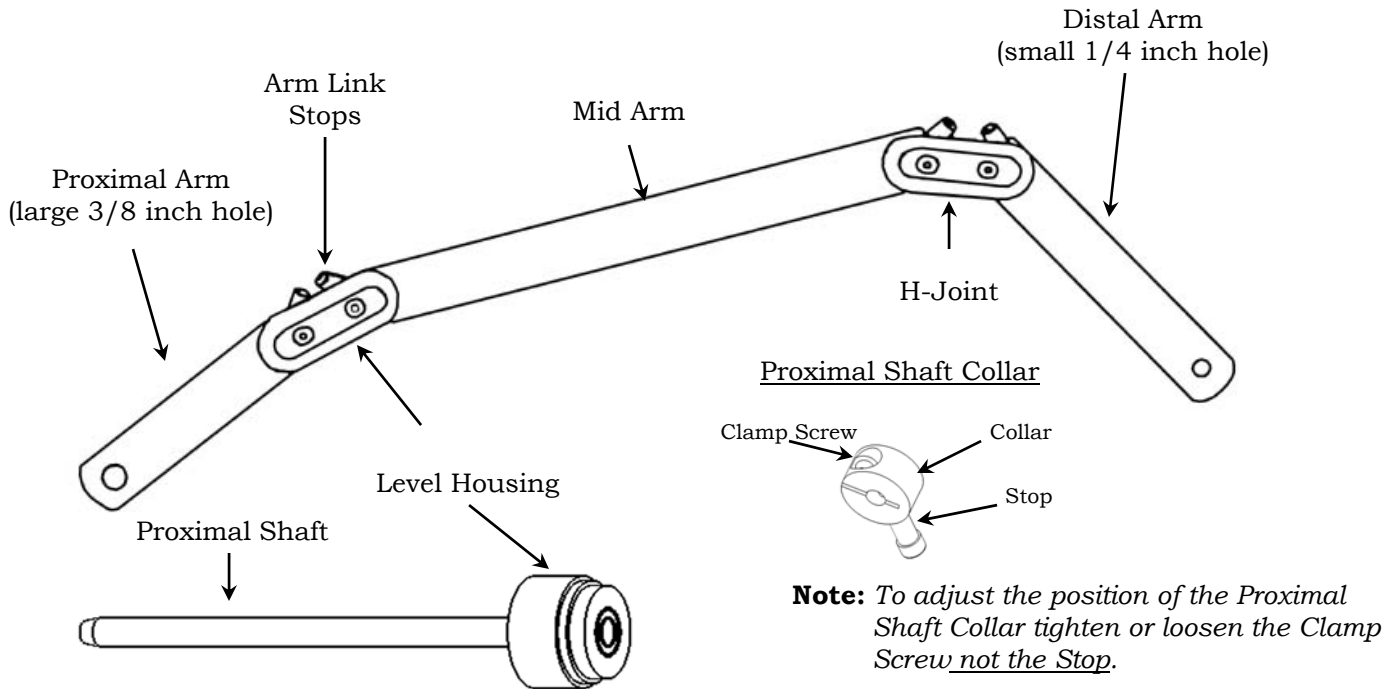 Distal Arm
(small 1/4 inch hole)
Arm Link
Stops
Mid Arm
Proximal Arm
(large 3/8 inch hole)
H-Joint
Proximal Shaft Collar
Clamp Screw
Collar
Level Housing
Stop
Proximal Shaft
Note: To adjust the position of the Proximal
Shaft Collar tighten or loosen the Clamp
Screw not the Stop.